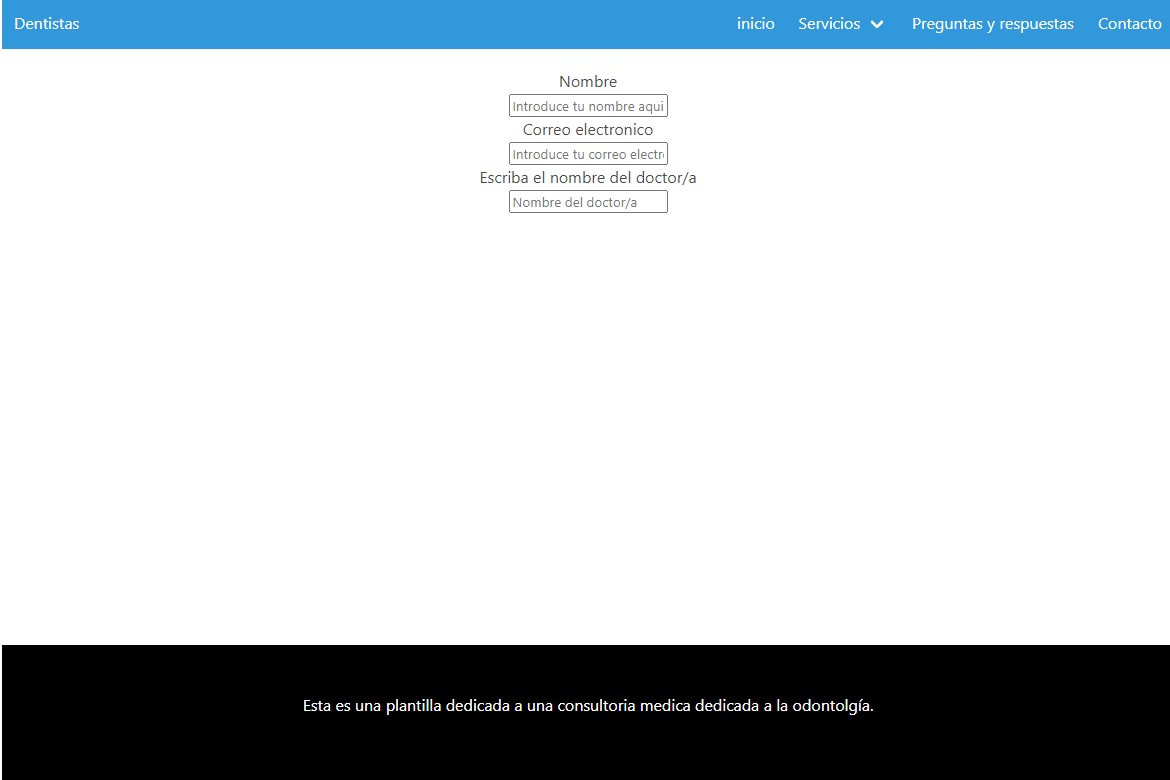 Dentistas inicio Servicios Preguntas y respuestas Contacto
Nombre
Introduce tu nombre aqui
Correo electronico
Introduce tu correo electr
Escriba el nombre del doctor/a
Nombre del doctor/a
Esta es una plantilla dedicada a una consultoria medica dedicada a la odontolgía.